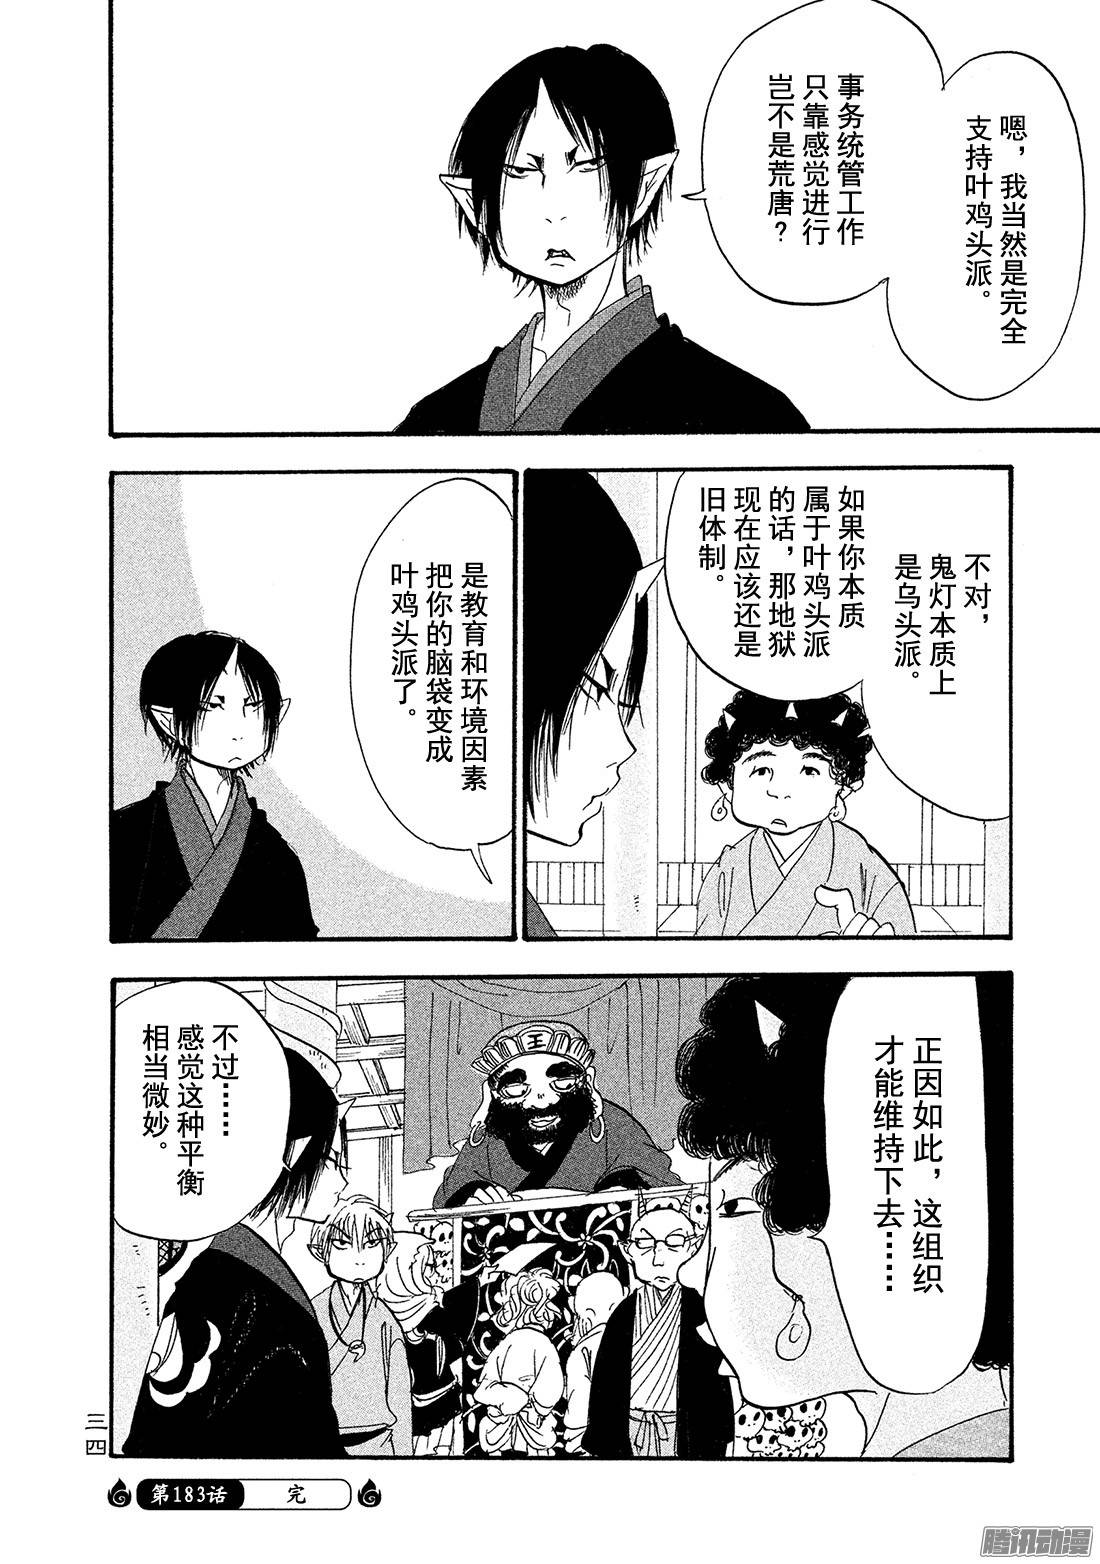 嗯，我当然是完全
支持叶鸡头派。
事务统管工作
只靠感觉进行
岂不是荒唐？
不对，
鬼灯本质上
是乌头派。
如果你本质
属于叶鸡头派
的话，那地狱
现在应该还是
旧体制。
是教育和环境因素
把你的脑袋变成
叶鸡头派了。
正因如此，这组织
才能维持下去……
王
不过……
感觉这种平衡
相当微妙。
三四
第183话 完
腾讯动漫